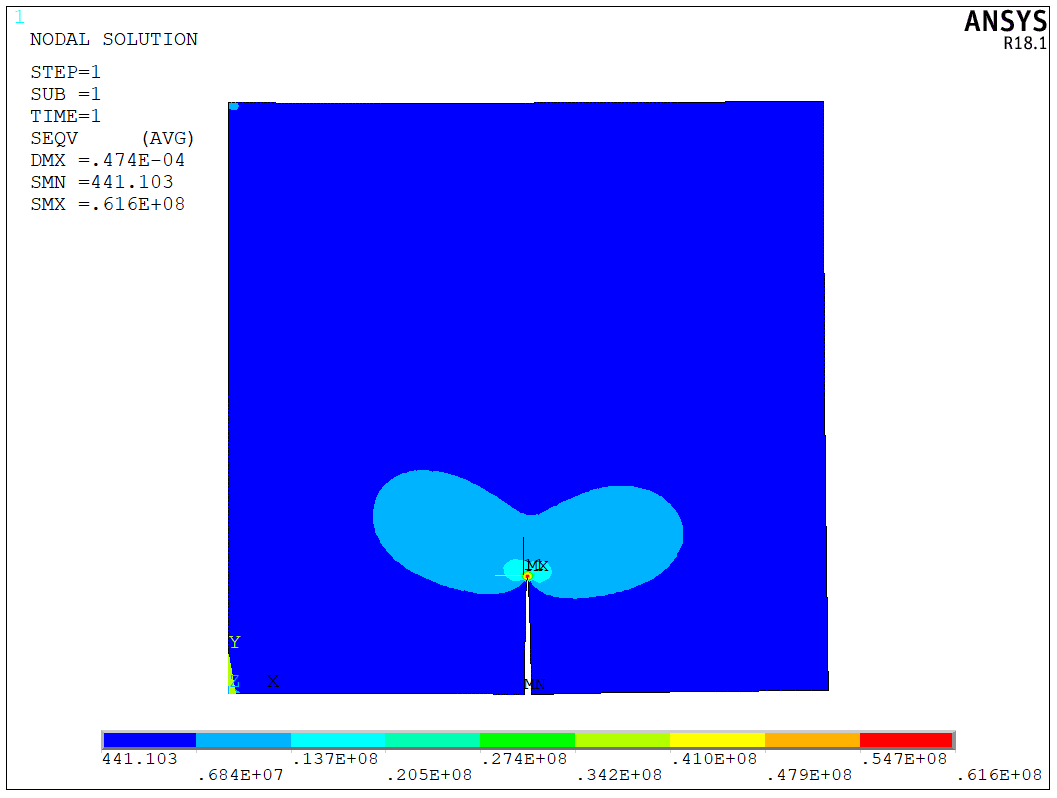 1
ANSYS
R18.1
NODAL SOLUTION
STEP=1
SUB =1
TIME=1
SEQV (AVG)
DMX =.474E-04
SMN =441.103
SMX =.616E+08
MX
Y
Z X
MN
441.103 .137E+08 .274E+08 .410E+08 .547E+08
.684E+07 .205E+08 .342E+08 .479E+08 .616E+08